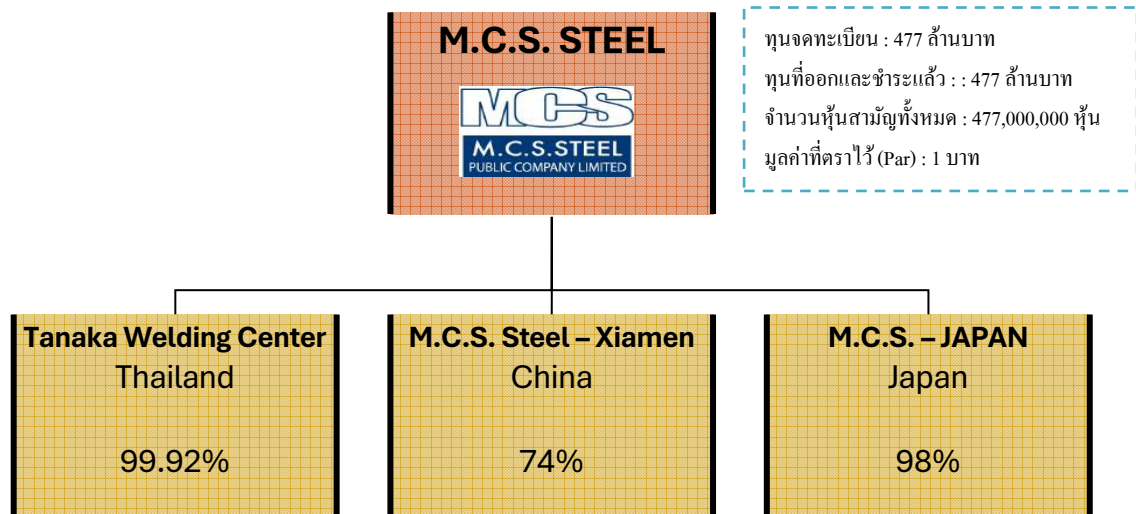 M.C.S. STEEL
MCS
M.C.S.STEEL
PUBLIC COMPANY LIMITED
ทุนจดทะเบียน : 477 ล้านบาท
ทุนที่ออกและชำระแล้ว : : 477 ล้านบาท
จำนวนหุ้นสามัญทั้งหมด : 477,000,000 หุ้น
มูลค่าที่ตราไว้ (Par) : 1 บาท
Tanaka Welding Center
Thailand
99.92%
M.C.S. Steel – Xiamen
China
74%
M.C.S. – JAPAN
Japan
98%